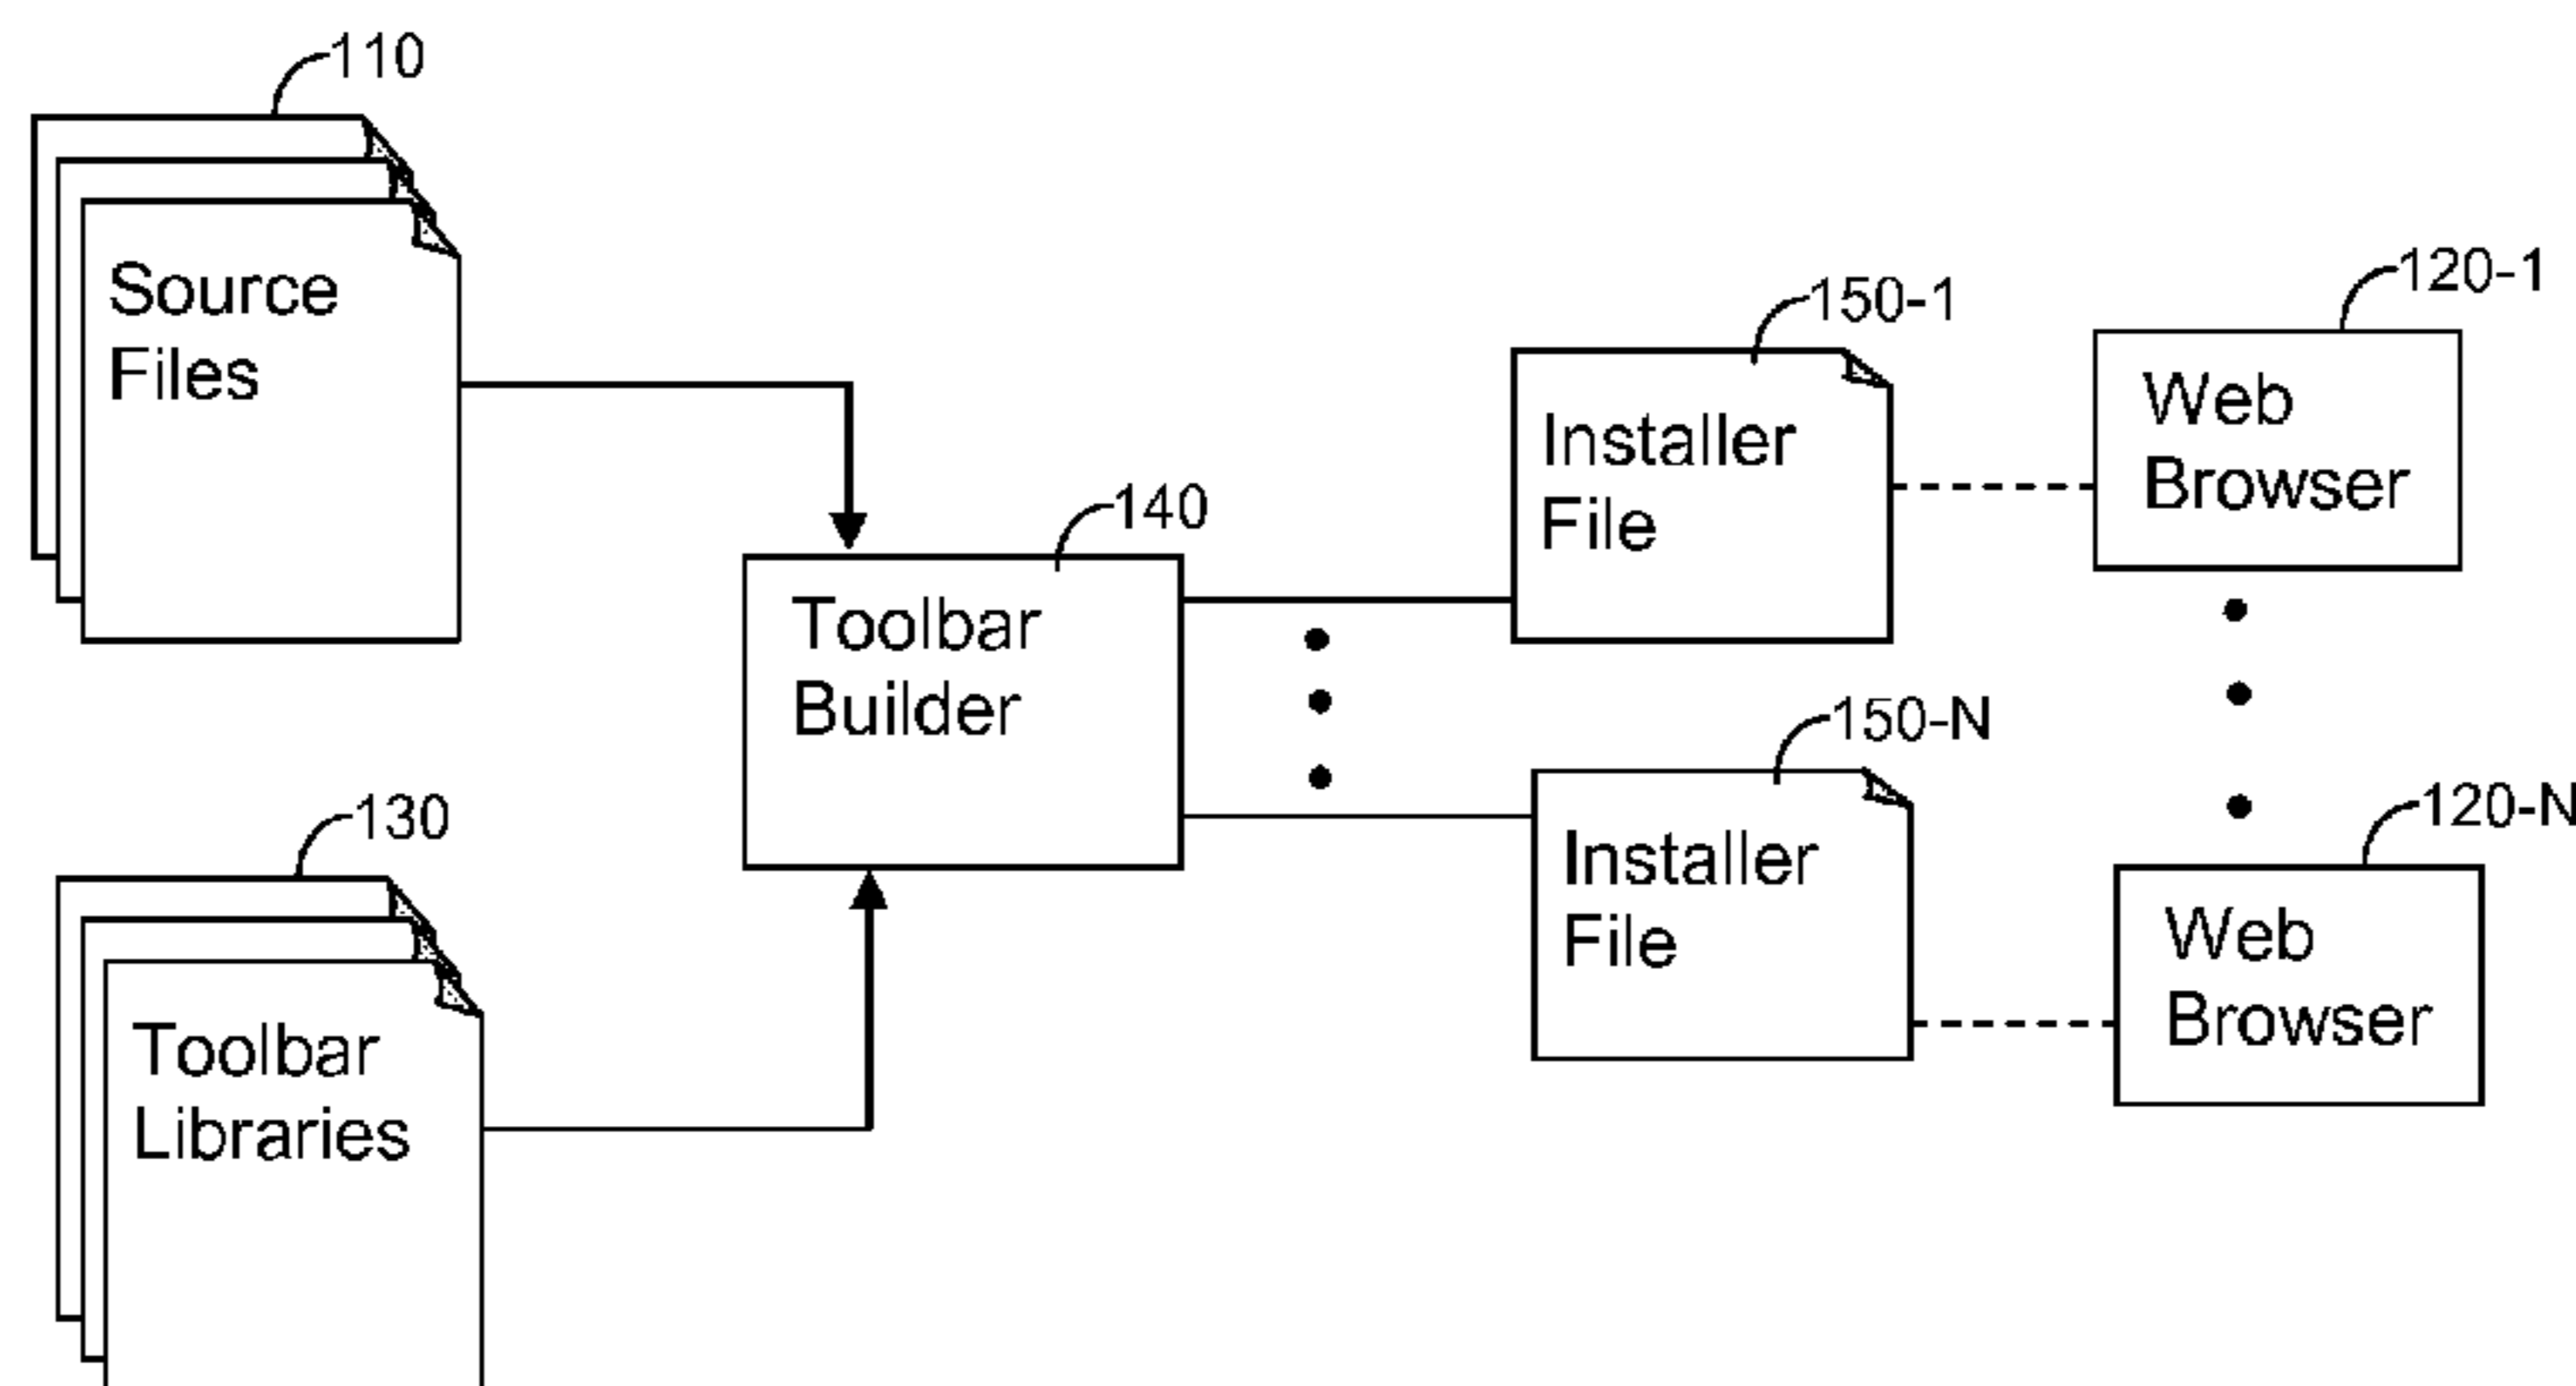 110
Source
Files
130
Toolbar
Libraries
140
Toolbar
Builder
150-1
Installer
File
150-N
Installer
File
120-1
Web
Browser
120-N
Web
Browser